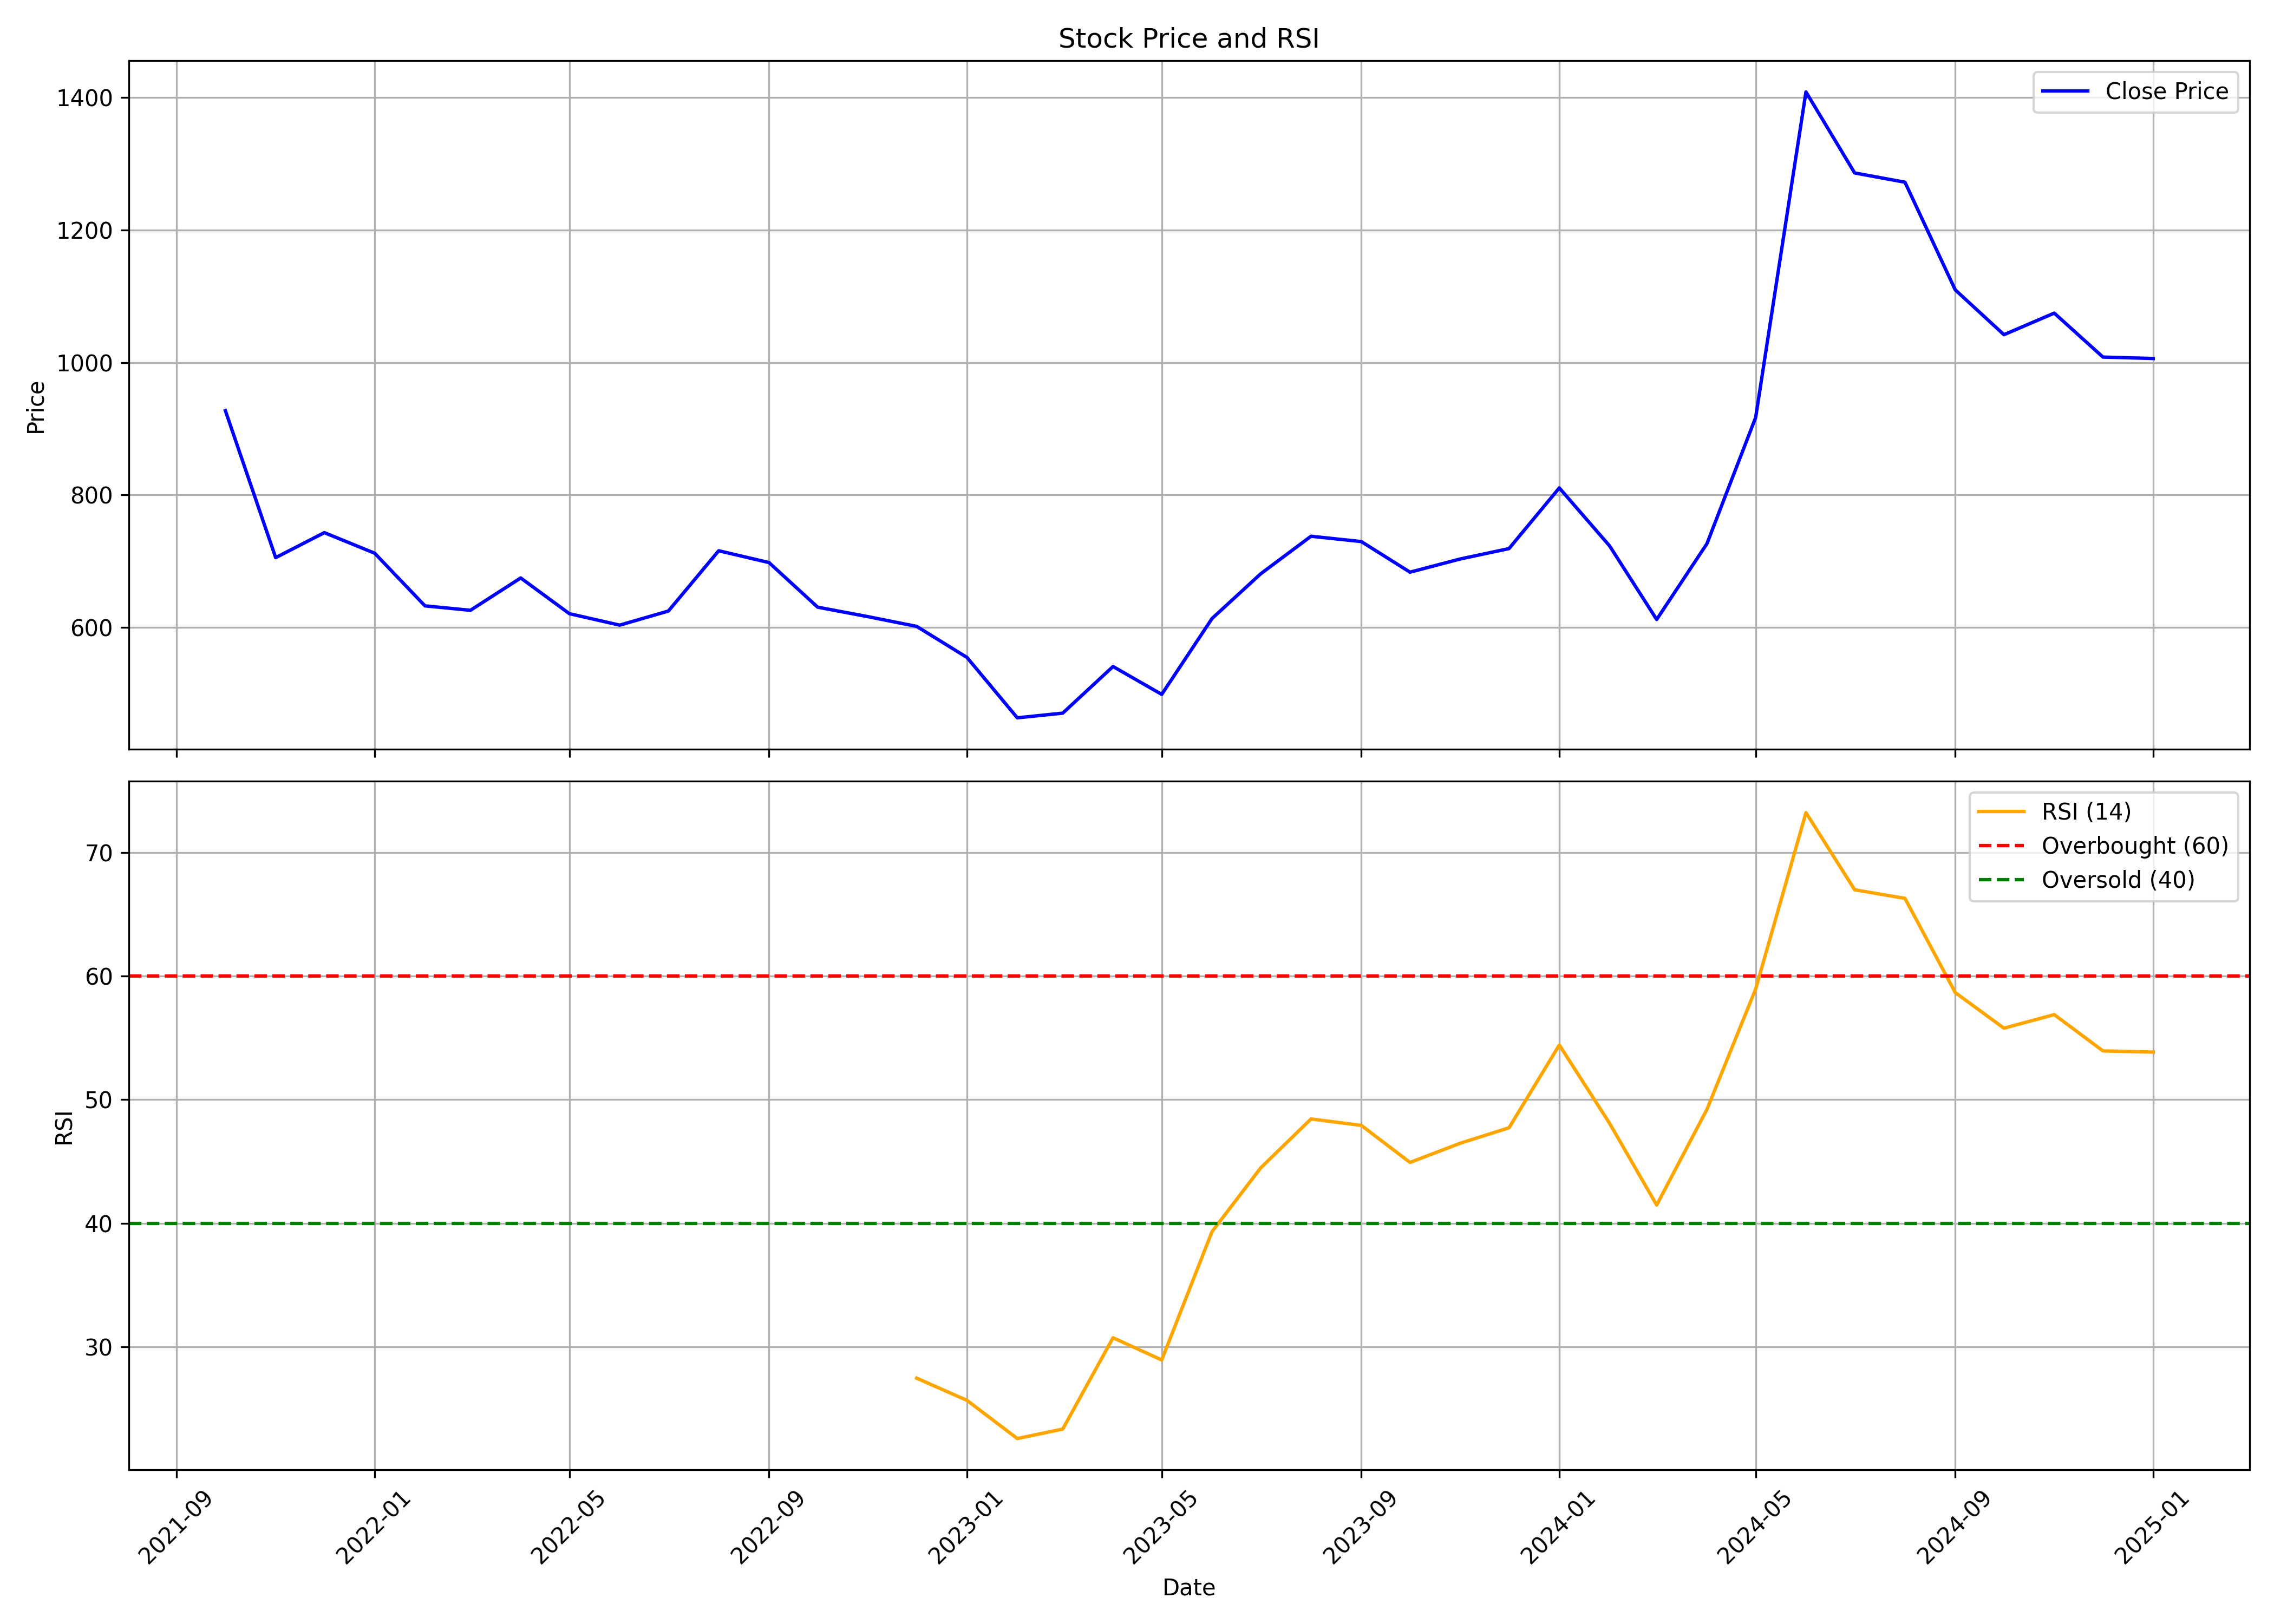 Stock Price and RSI
Close Price
1400
1200
1000
800
600
Price
RSI (14)
Overbought (60)
Oversold (40)
70
60
50
40
30
RSI
2021-09
2022-01
2022-05
2022-09
2023-01
2023-05
2023-09
2024-01
2024-05
2024-09
2025-01
Date